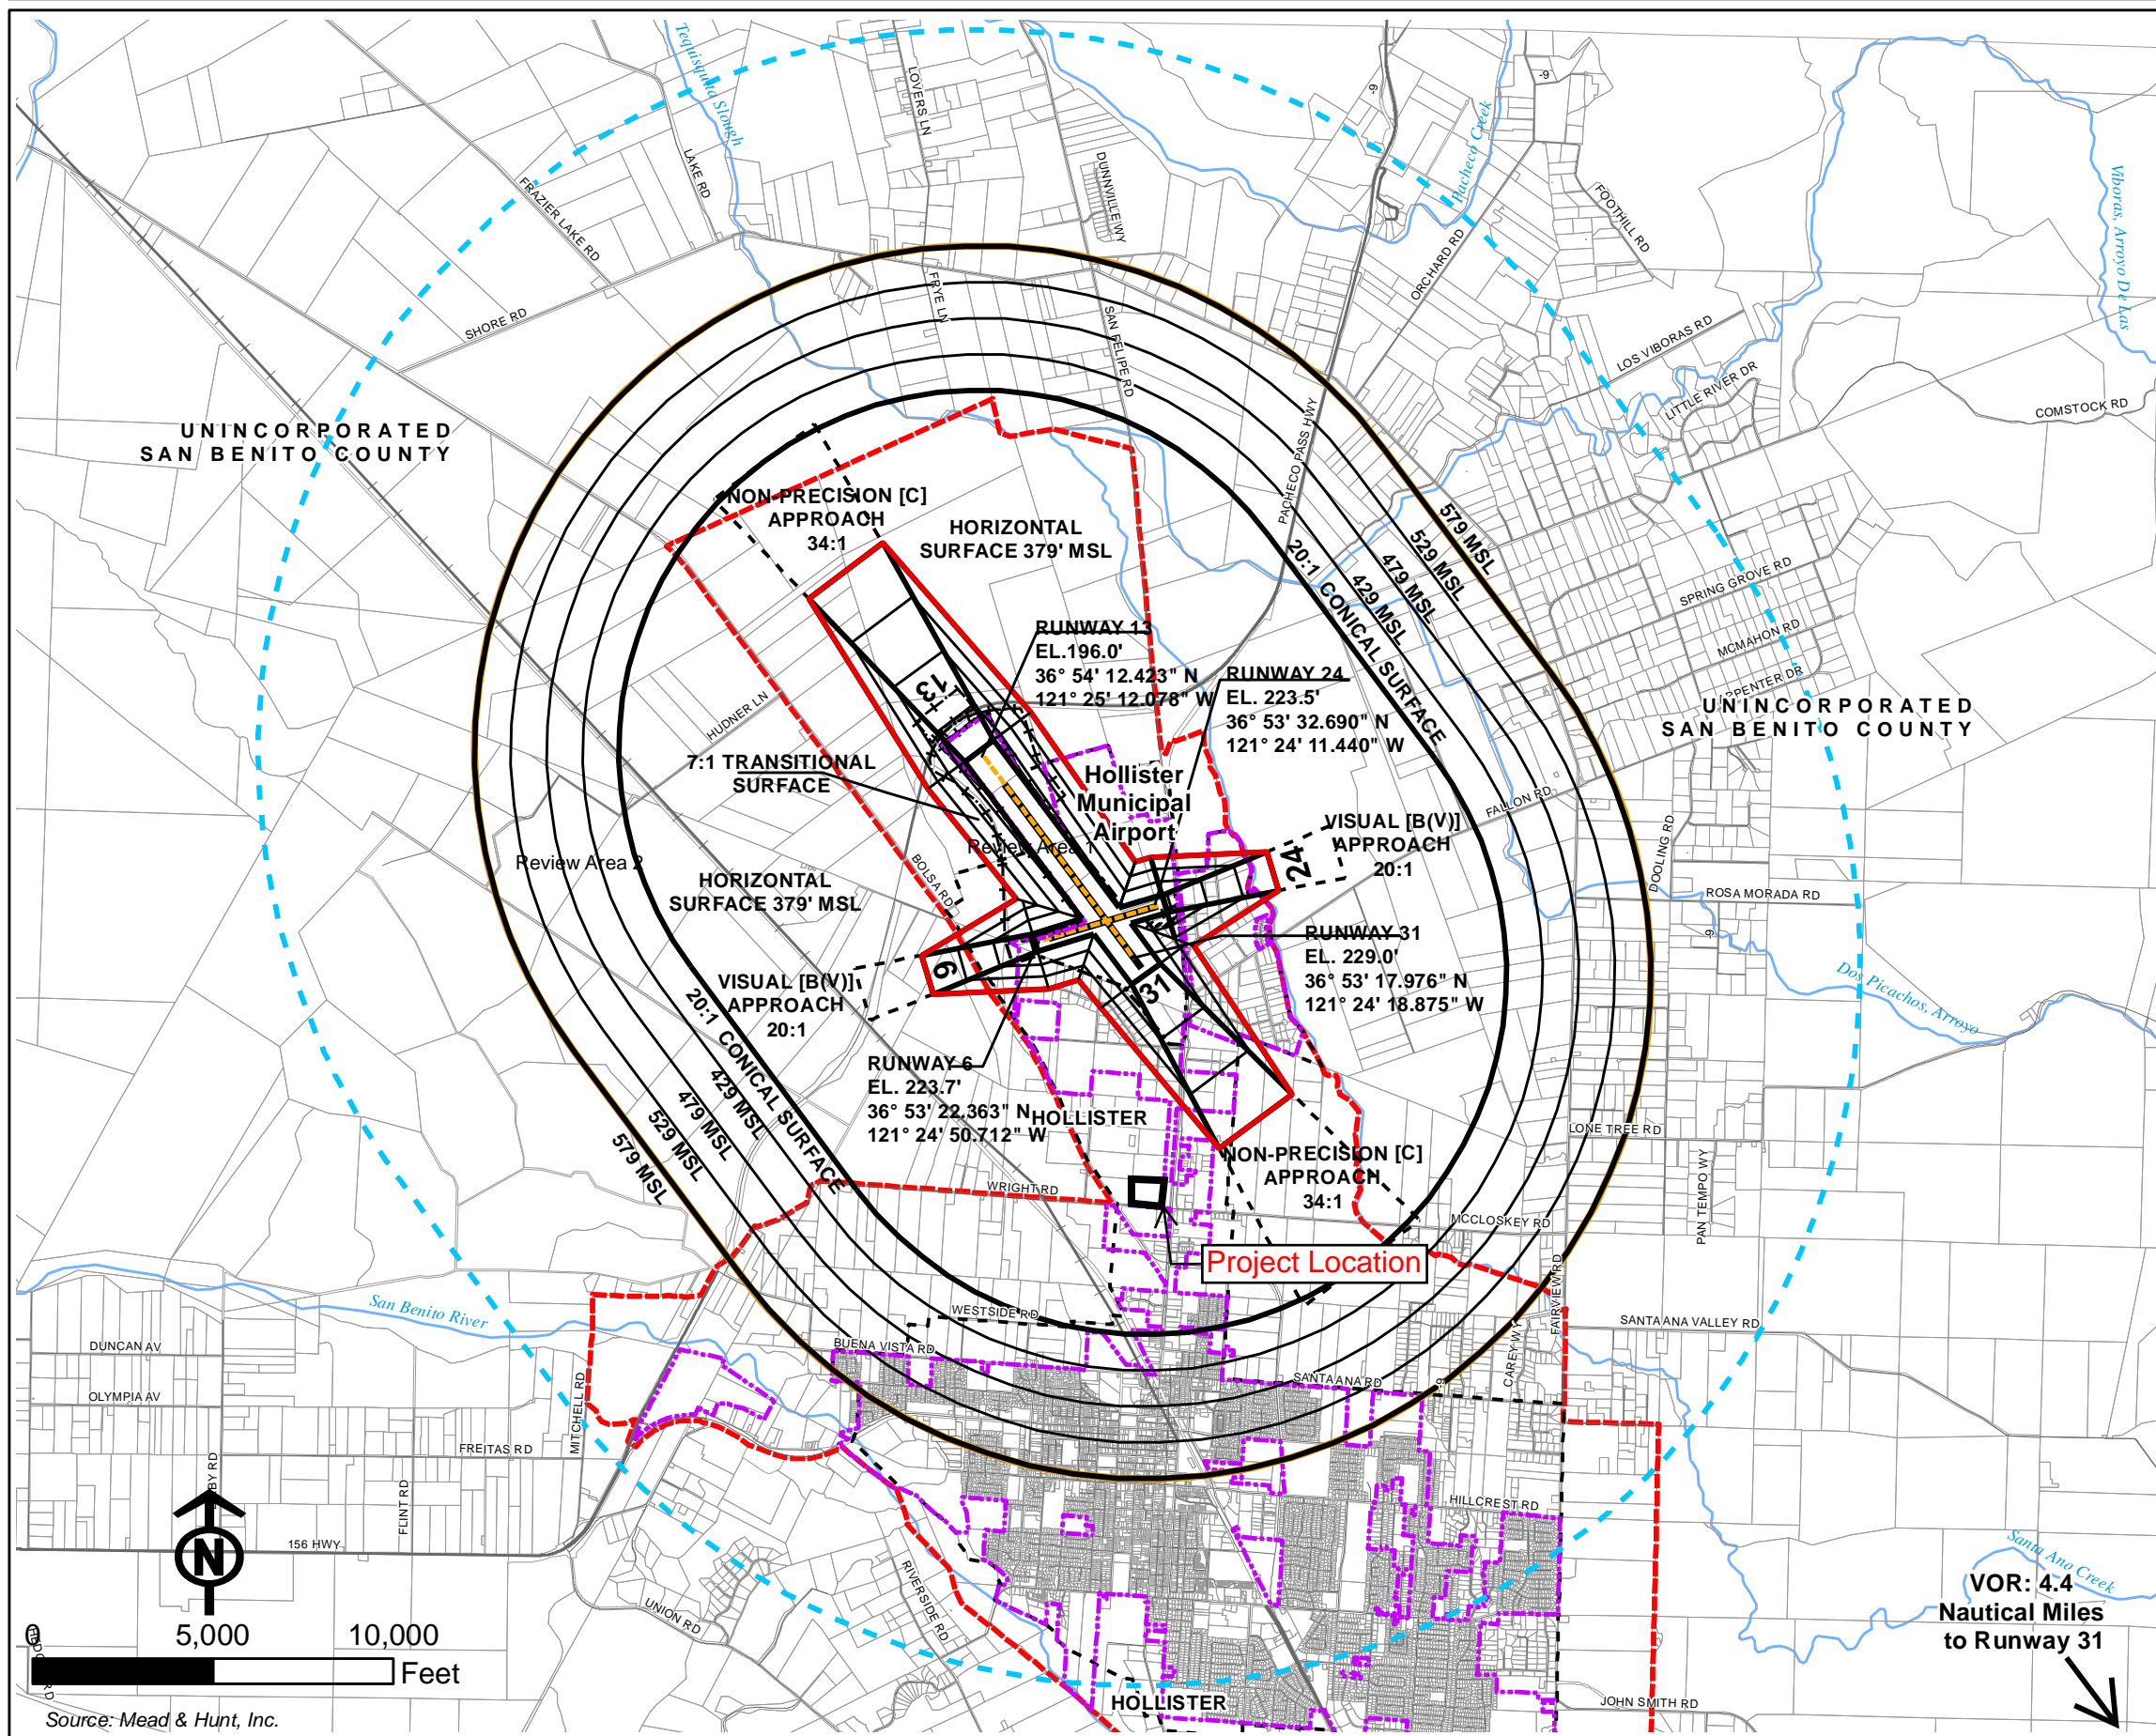 Tequisquita Slough
LOVERS LN
-9
-9
Pacheco Creek
Viboras, Arroyo De Las
LAKE RD
DUNNVILLE WY
FRAZIER LAKE RD
FOOTHILL RD
ORCHARD RD
FRYE LN
SHORE RD
SAN FELIPE RD
LOS VIBORAS RD
LITTLE RIVER DR
COMSTOCK RD
PACHECO PASS HWY
UNINCORPORATED
SAN BENITO COUNTY
NON-PRECISION [C]
APPROACH
34:1
HORIZONTAL
SURFACE 379' MSL
579 MSL
529 MSL
479 MSL
429 MSL
20:1 CONICAL SURFACE
SPRING GROVE RD
MCMAHON RD
RUNWAY 13
EL.196.0'
36° 54' 12.423" N
121° 25' 12.078" W
RUNWAY 24
EL. 223.5'
36° 53' 32.690" N
121° 24' 11.440" W
UNINCORPORATED
SAN BENITO COUNTY
13
HUDNER LN
7:1 TRANSITIONAL
SURFACE
Hollister
Municipal
Airport
Review Area 1
Review Area 2
FALLON RD
VISUAL [B(V)]
APPROACH
20:1
24
DOOLING RD
HORIZONTAL
SURFACE 379' MSL
BOLSA RD
ROSA MORADA RD
-9
RUNWAY 31
EL. 229.0'
36° 53' 17.976" N
121° 24' 18.875" W
Dos Picachos, Arroyo
6
VISUAL [B(V)]
APPROACH
20:1
31
20:1 CONICAL SURFACE
429 MSL
479 MSL
529 MSL
579 MSL
RUNWAY 6
EL. 223.7'
36° 53' 22.363" N
121° 24' 50.712" W
HOLLISTER
LONE TREE RD
PAN TEMPO WY
NON-PRECISION [C]
APPROACH
34:1
WRIGHT RD
MCCLOSKEY RD
Project Location
FAIRVIEW RD
San Benito River
WESTSIDE RD
SANTA ANA VALLEY RD
DUNCAN AV
BUENA VISTA RD
OLYMPIA AV
SANTA ANA RD
-9
CAREY WY
MITCHELL RD
FREITAS RD
BY RD
FLINT RD
HILLCREST RD
N
156 HWY
Santa Ana Creek
UNION RD
RIVERSIDE RD
VOR: 4.4
Nautical Miles
to Runway 31
0 5,000 10,000
Feet
HOLLISTER
JOHN SMITH RD
Source: Mead & Hunt, Inc.